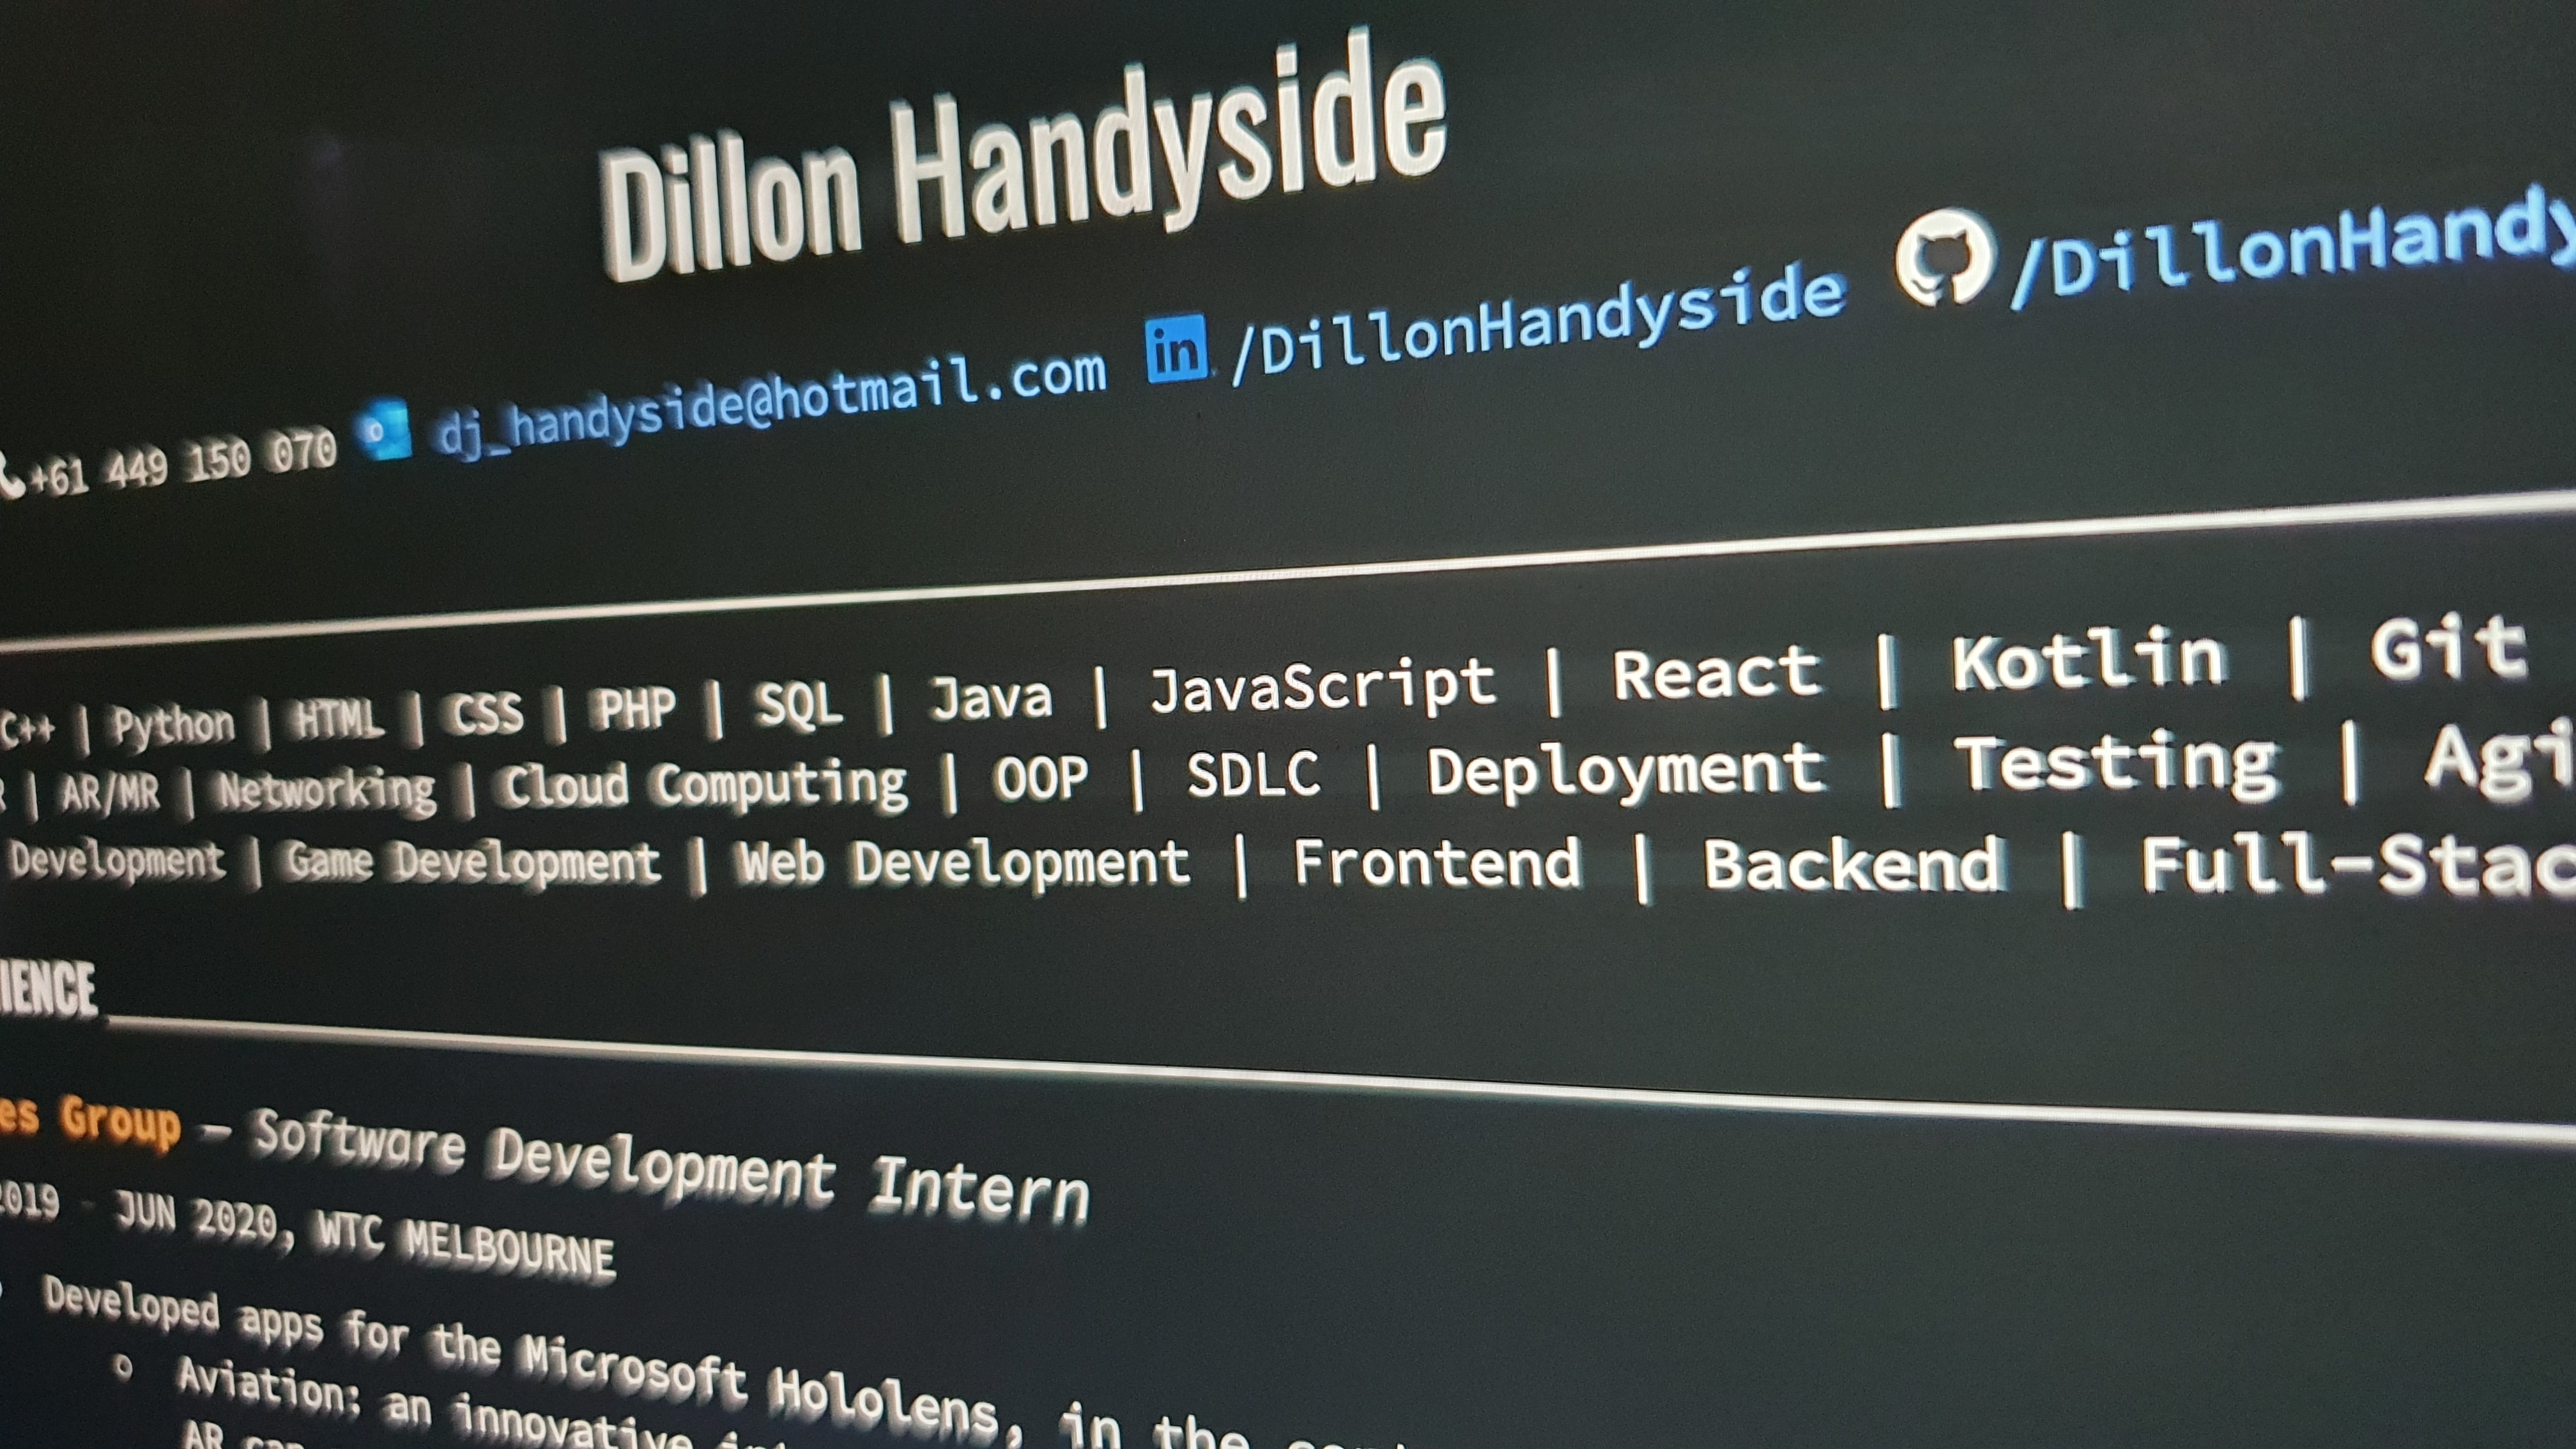 Dillon Handyside
+61 449 150 070 dj_handyside@hotmail.com in /DillonHandyside /DillonHandy
C++ | Python | HTML | CSS | PHP | SQL | Java | JavaScript | React | Kotlin | Git
| AR/MR | Networking | Cloud Computing | OOP | SDLC | Deployment | Testing | Agi
Development | Game Development | Web Development | Frontend | Backend | Full-Stac
IENCE
es Group – Software Development Intern
2019 - JUN 2020, WTC MELBOURNE
Developed apps for the Microsoft Hololens, in the
Aviation: an innovative
AR